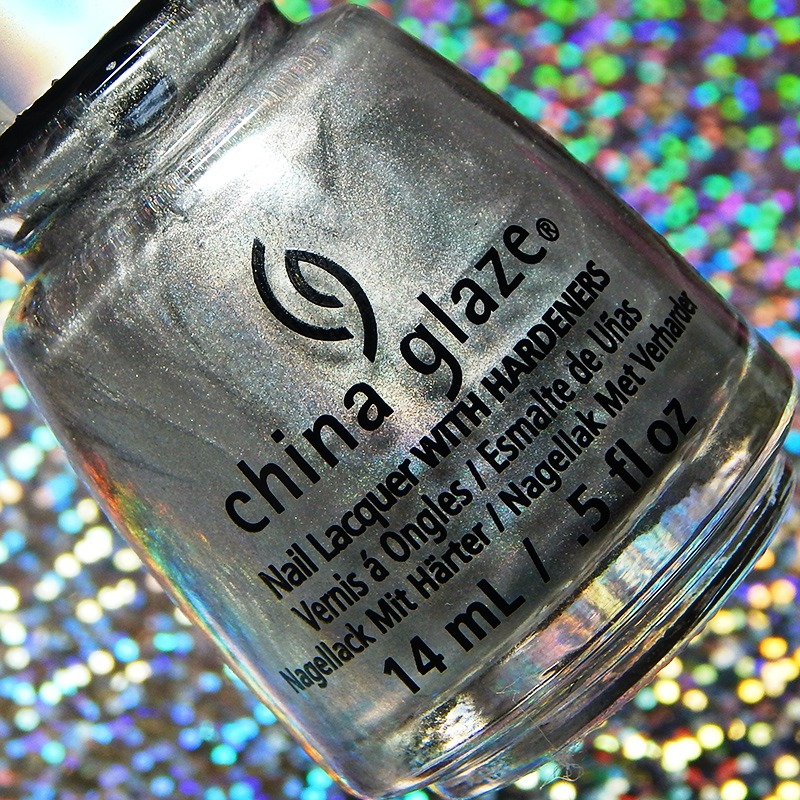 china glaze®
Nail Lacquer WITH HARDENERS
Vernis á Ongles / Esmalte de Uñas
Nagellack Mit Härter / Nagellak Met Verharder
14 mL / .5 fl oz